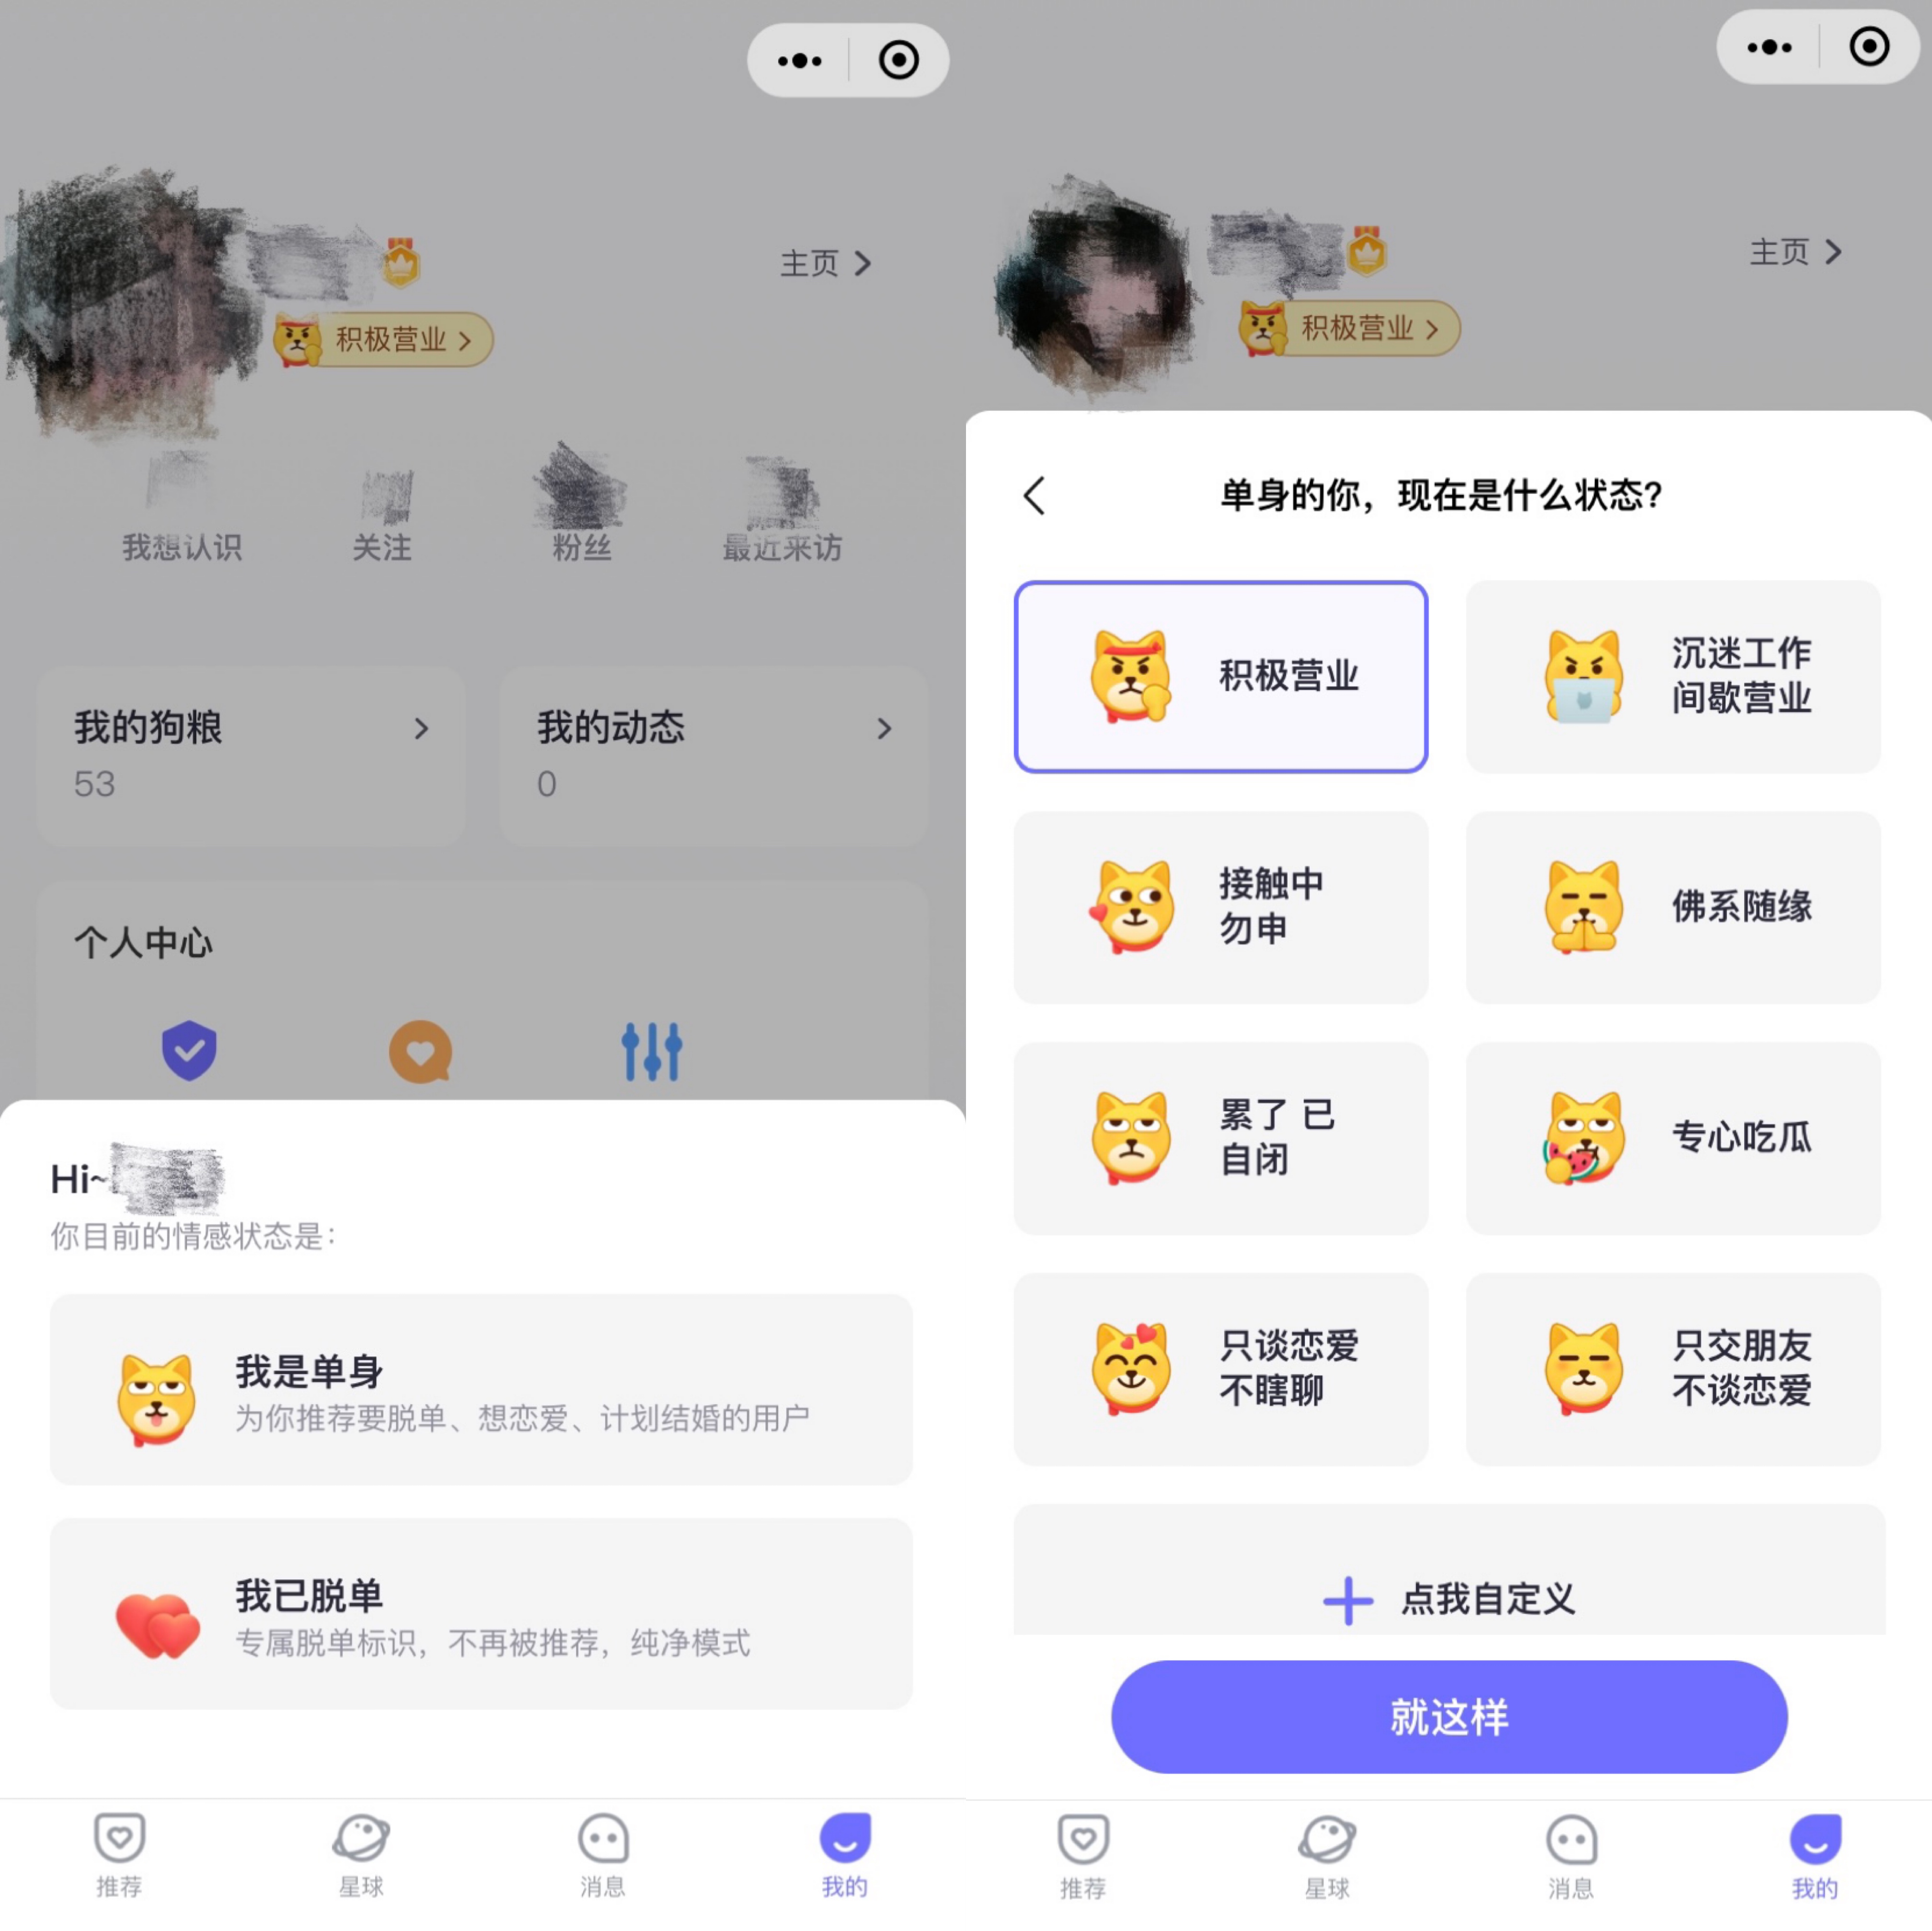 主页
积极营业
我想认识
关注
粉丝
最近来访
我的狗粮
53
我的动态
0
个人中心
Hi~
你目前的情感状态是:
我是单身
为你推荐要脱单、想恋爱、计划结婚的用户
我已脱单
专属脱单标识，不再被推荐，纯净模式
推荐
星球
消息
我的
主页
积极营业
单身的你，现在是什么状态?
积极营业
沉迷工作
间歇营业
接触中
勿申
佛系随缘
累了 已
自闭
专心吃瓜
只谈恋爱
不瞎聊
只交朋友
不谈恋爱
点我自定义
就这样
推荐
星球
消息
我的